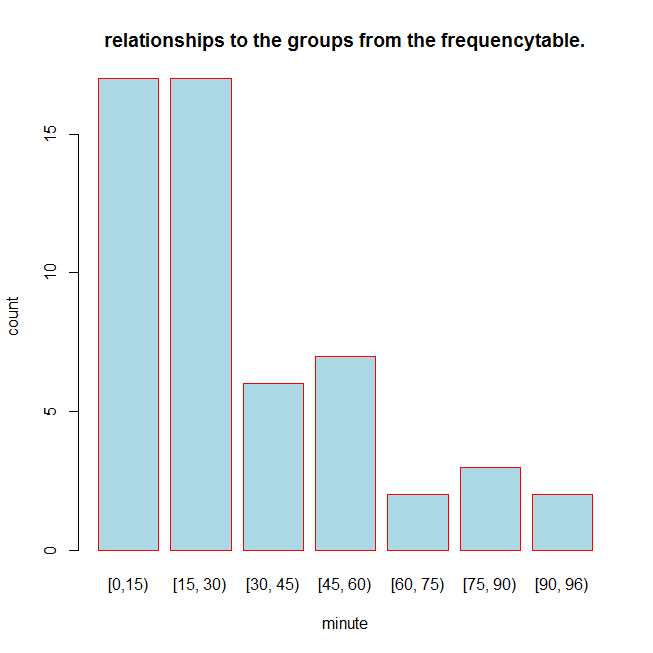 relationships to the groups from the frequencytable.
15
10
5
0
count
[0,15) [15, 30) [30, 45) [45, 60) [60, 75) [75, 90) [90, 96)
minute